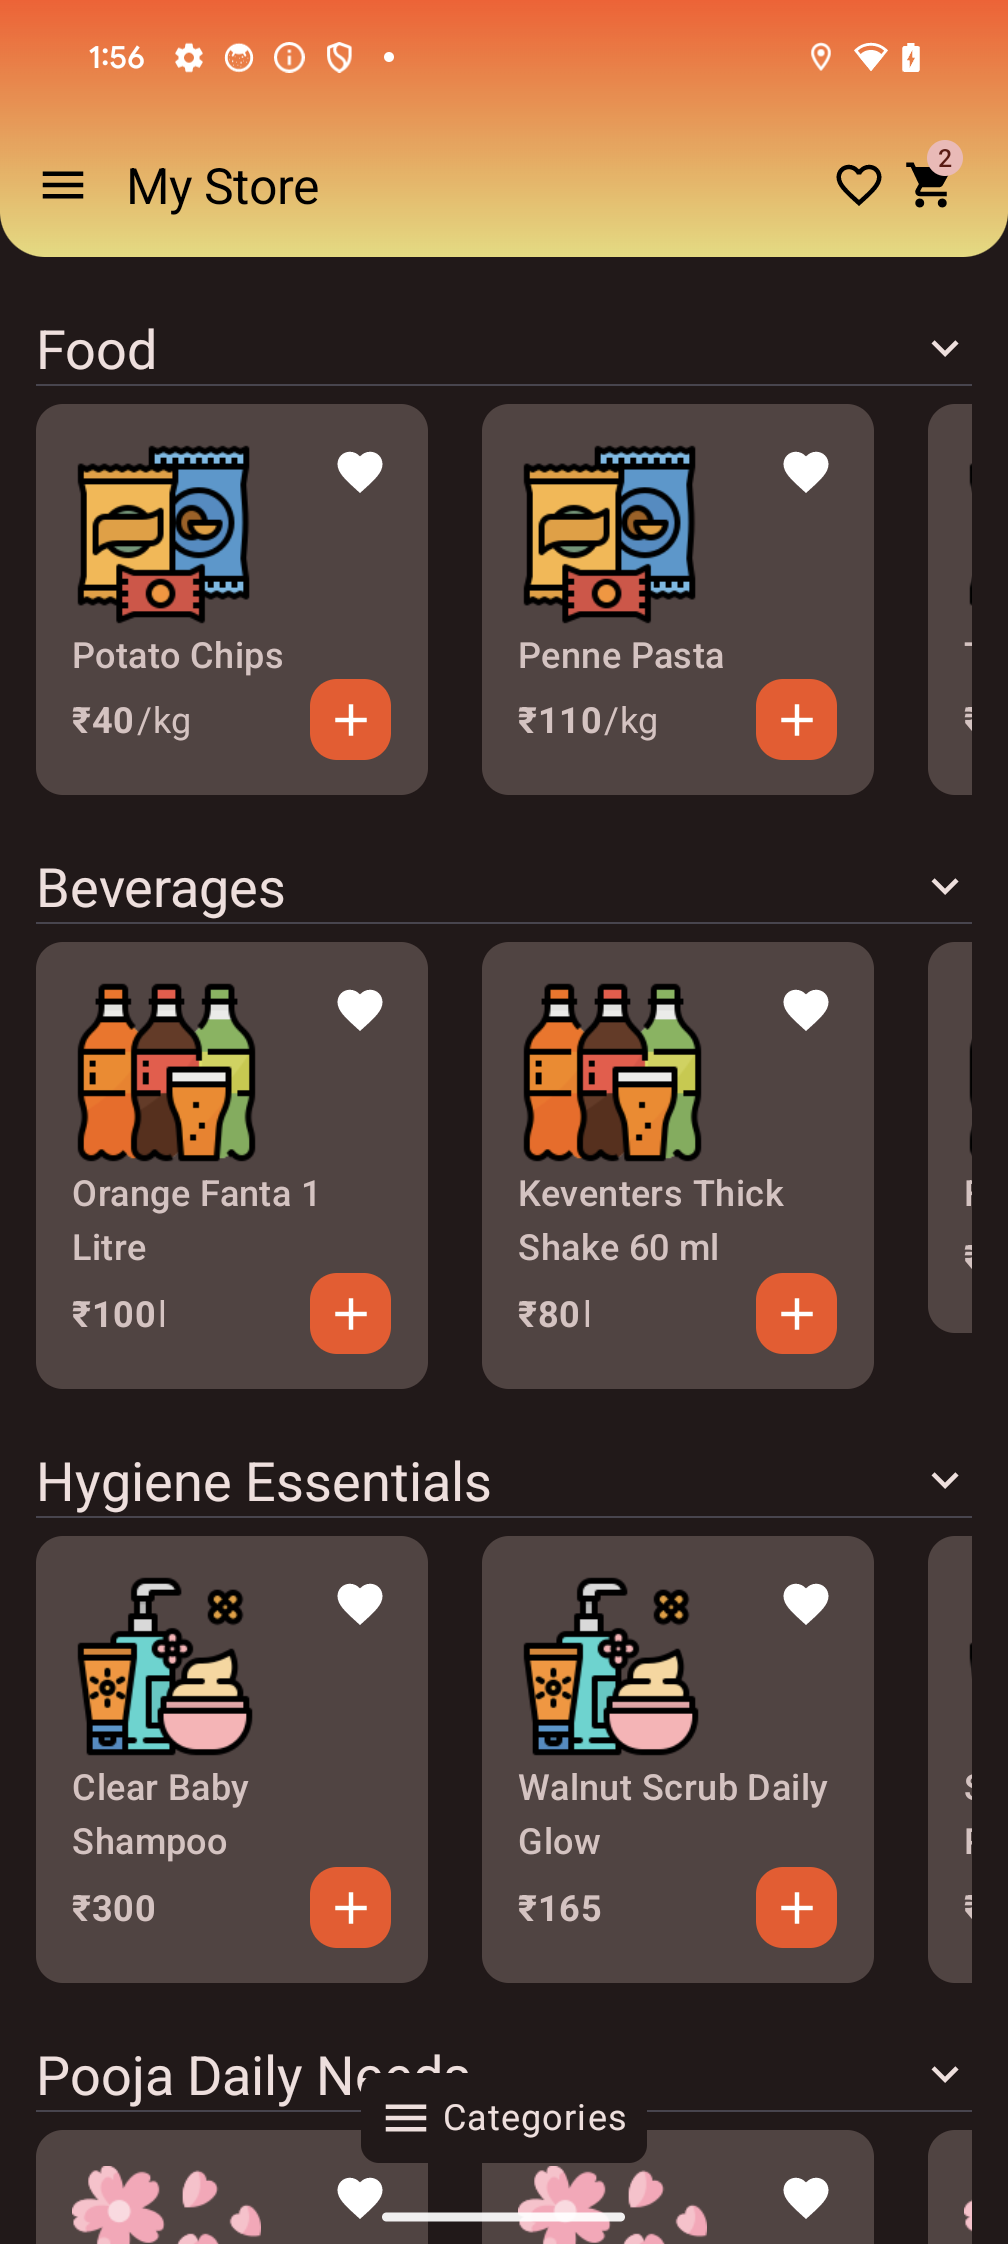 1:56
My Store
2
Food
Potato Chips
₹40/kg
Penne Pasta
₹110/kg
Beverages
Orange Fanta 1
Litre
₹100l
Keventers Thick
Shake 60 ml
₹80l
Hygiene Essentials
Clear Baby
Shampoo
₹300
Walnut Scrub Daily
Glow
₹165
Pooja Daily Needs
Categories